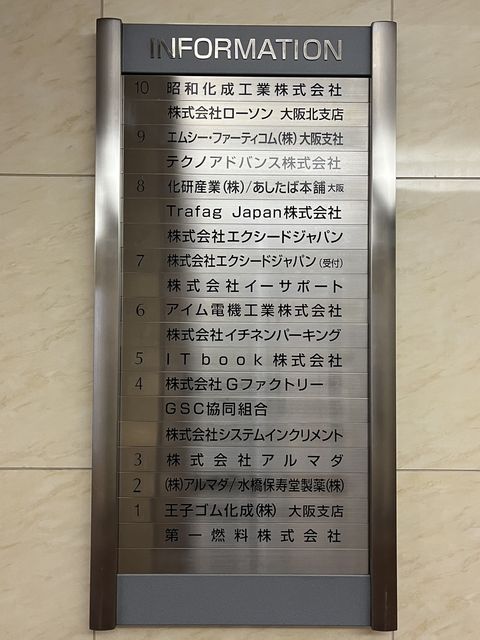 INFORMATION
10 昭和化成工業株式会社
株式会社ローソン 大阪北支店
9 エムシー・ファーティコム(株) 大阪支社
テクノアドバンス株式会社
8 化研産業(株)/あしたば本舗 大阪
Trafag Japan株式会社
株式会社エクシードジャパン
7 株式会社エクシードジャパン(受付)
株式会社イーサポート
6 アイム電機工業株式会社
株式会社イチネンパーキング
5 ITbook株式会社
4 株式会社Gファクトリー
GSC協同組合
株式会社システムインクリメント
3 株式会社アルマダ
2 (株)アルマダ/水橋保寿堂製薬(株)
1 王子ゴム化成(株) 大阪支店
第一燃料株式会社